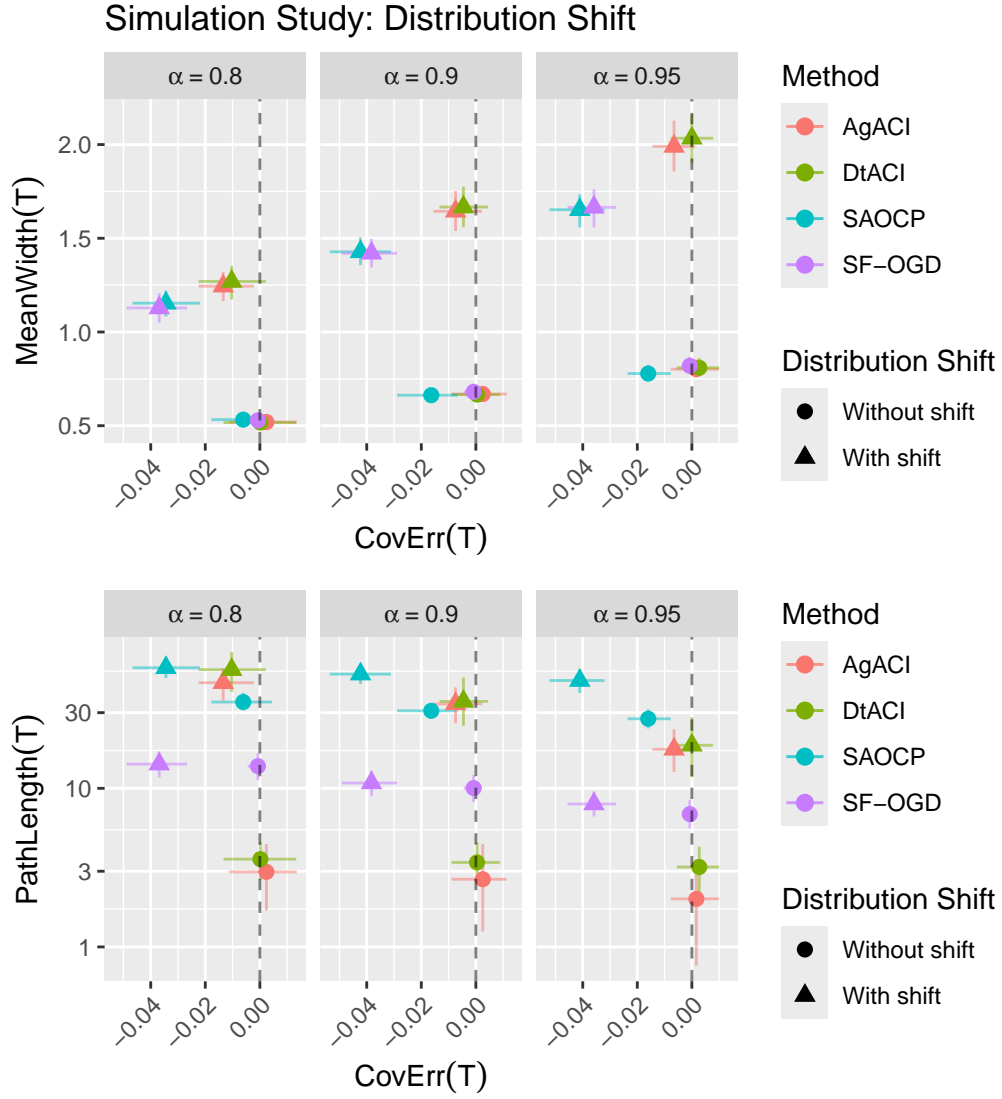 Simulation Study: Distribution Shift
α = 0.8
α = 0.9
α = 0.95
MeanWidth(T)
2.0
1.5
1.0
0.5
−0.04
−0.02
0.00
−0.04
−0.02
0.00
−0.04
−0.02
0.00
CovErr(T)
Method
AgACI
DtACI
SAOCP
SF−OGD
Distribution Shift
Without shift
With shift
α = 0.8
α = 0.9
α = 0.95
PathLength(T)
30
10
3
1
−0.04
−0.02
0.00
−0.04
−0.02
0.00
−0.04
−0.02
0.00
CovErr(T)
Method
AgACI
DtACI
SAOCP
SF−OGD
Distribution Shift
Without shift
With shift